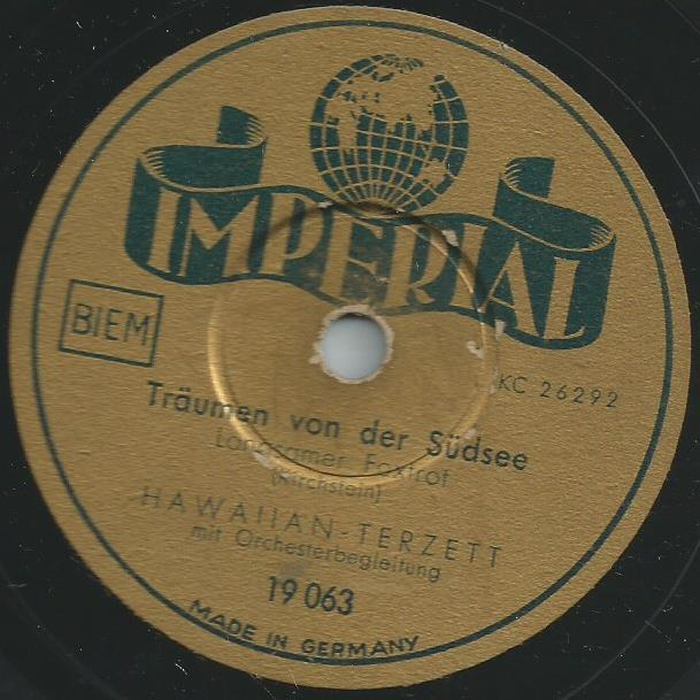 IMPERIAL
BIEM
KC 26292
Träumen von der Südsee
Langsamer Foxtrot
(Kirchstein)
HAWAIIAN-TERZETT
mit Orchesterbegleitung
19 063
MADE IN GERMANY